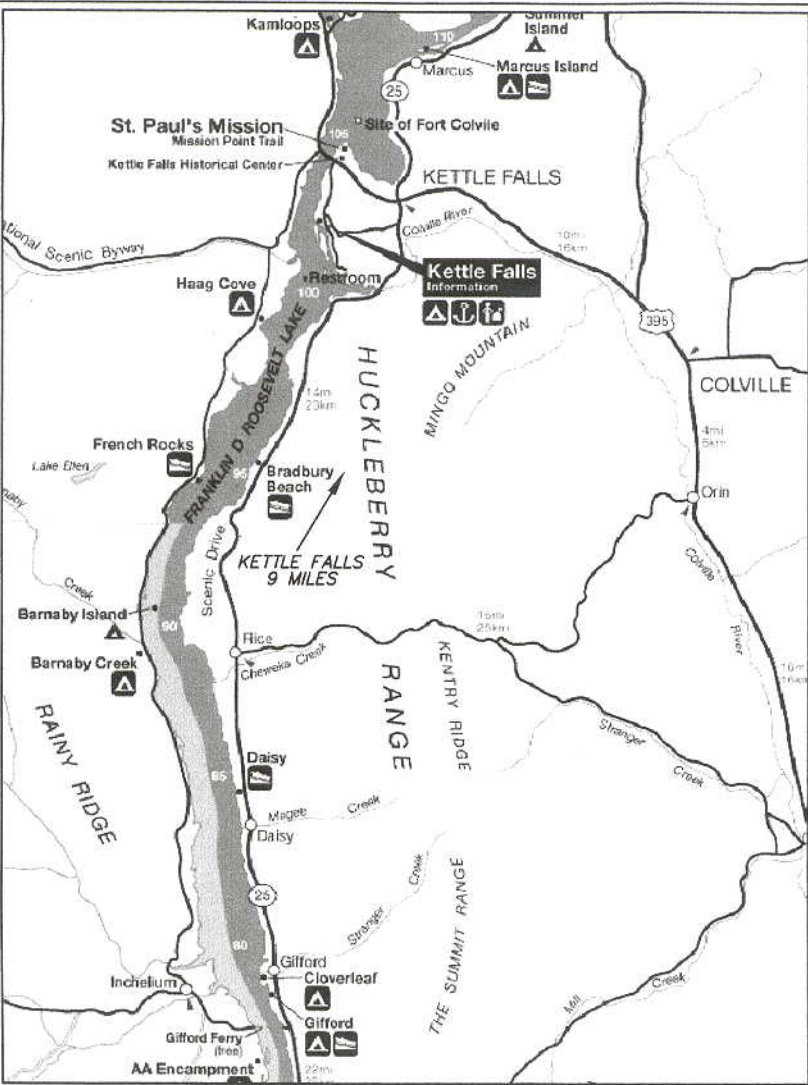 Kamloops
110
Summer
Island
Marcus
Marcus Island
25
St. Paul's Mission
Mission Point Trail
105
Site of Fort Colvile
Kettle Falls Historical Center
KETTLE FALLS
Colville River
National Scenic Byway
10mi
16km
Kettle Falls
Information
Restroom
100
Haag Cove
395
MINGO MOUNTAIN
COLVILLE
FRANKLIN D ROOSEVELT LAKE
HUCKLEBERRY
14mi
23km
4mi
6km
French Rocks
Lake Ellen
95
Bradbury
Beach
Orin
KETTLE FALLS
9 MILES
Scenic Drive
Creek
Colville
River
Barnaby Island
90
15mi
25km
Rice
Cheweka Creek
Barnaby Creek
RANGE
KENTRY RIDGE
10m
16km
RAINY RIDGE
Stranger
Creek
Daisy
85
Magee Creek
Daisy
25
Stranger Creek
THE SUMMIT RANGE
80
Gifford
Cloverleaf
Inchelium
Mill Creek
Gifford
Gifford Ferry
(free)
AA Encampment
22mi